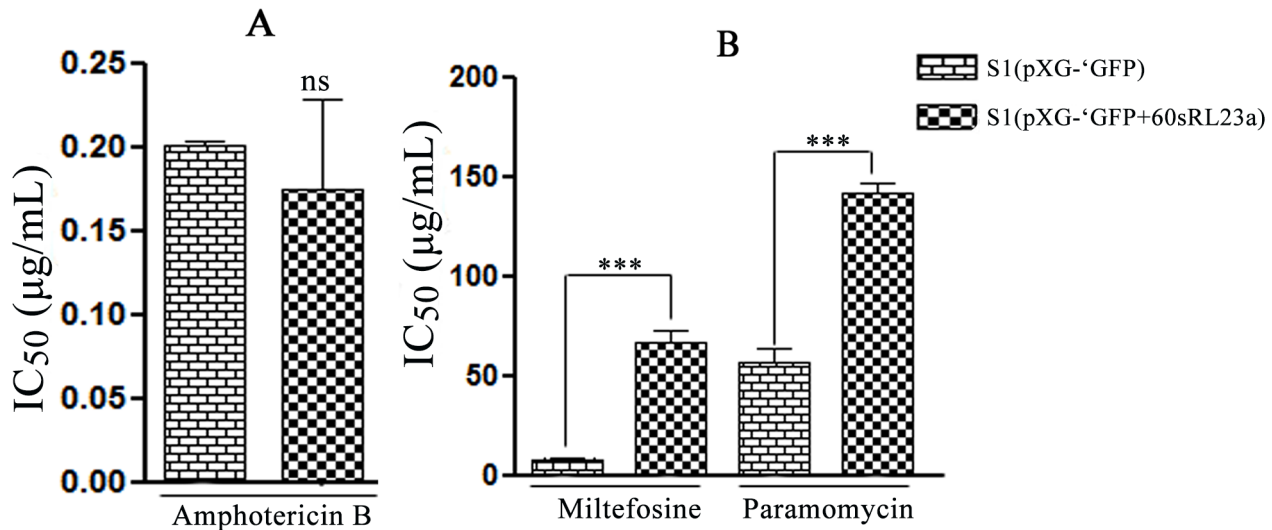 A
IC50 (µg/mL)
0.25
0.20
0.15
0.10
0.05
0.00
ns
Amphotericin B
B
IC50 (µg/mL)
200
150
100
50
0
***
***
Miltefosine
Paramomycin
S1(pXG-‘GFP)
S1(pXG-‘GFP+60sRL23a)